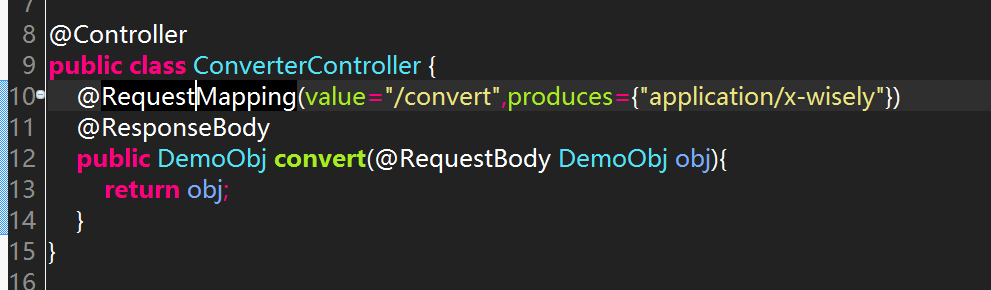 7
8 @Controller
9 public class ConverterController {
10 @RequestMapping(value="/convert",produces={"application/x-wisely"})
11 @ResponseBody
12 public DemoObj convert(@RequestBody DemoObj obj){
13 return obj;
14 }
15 }
16